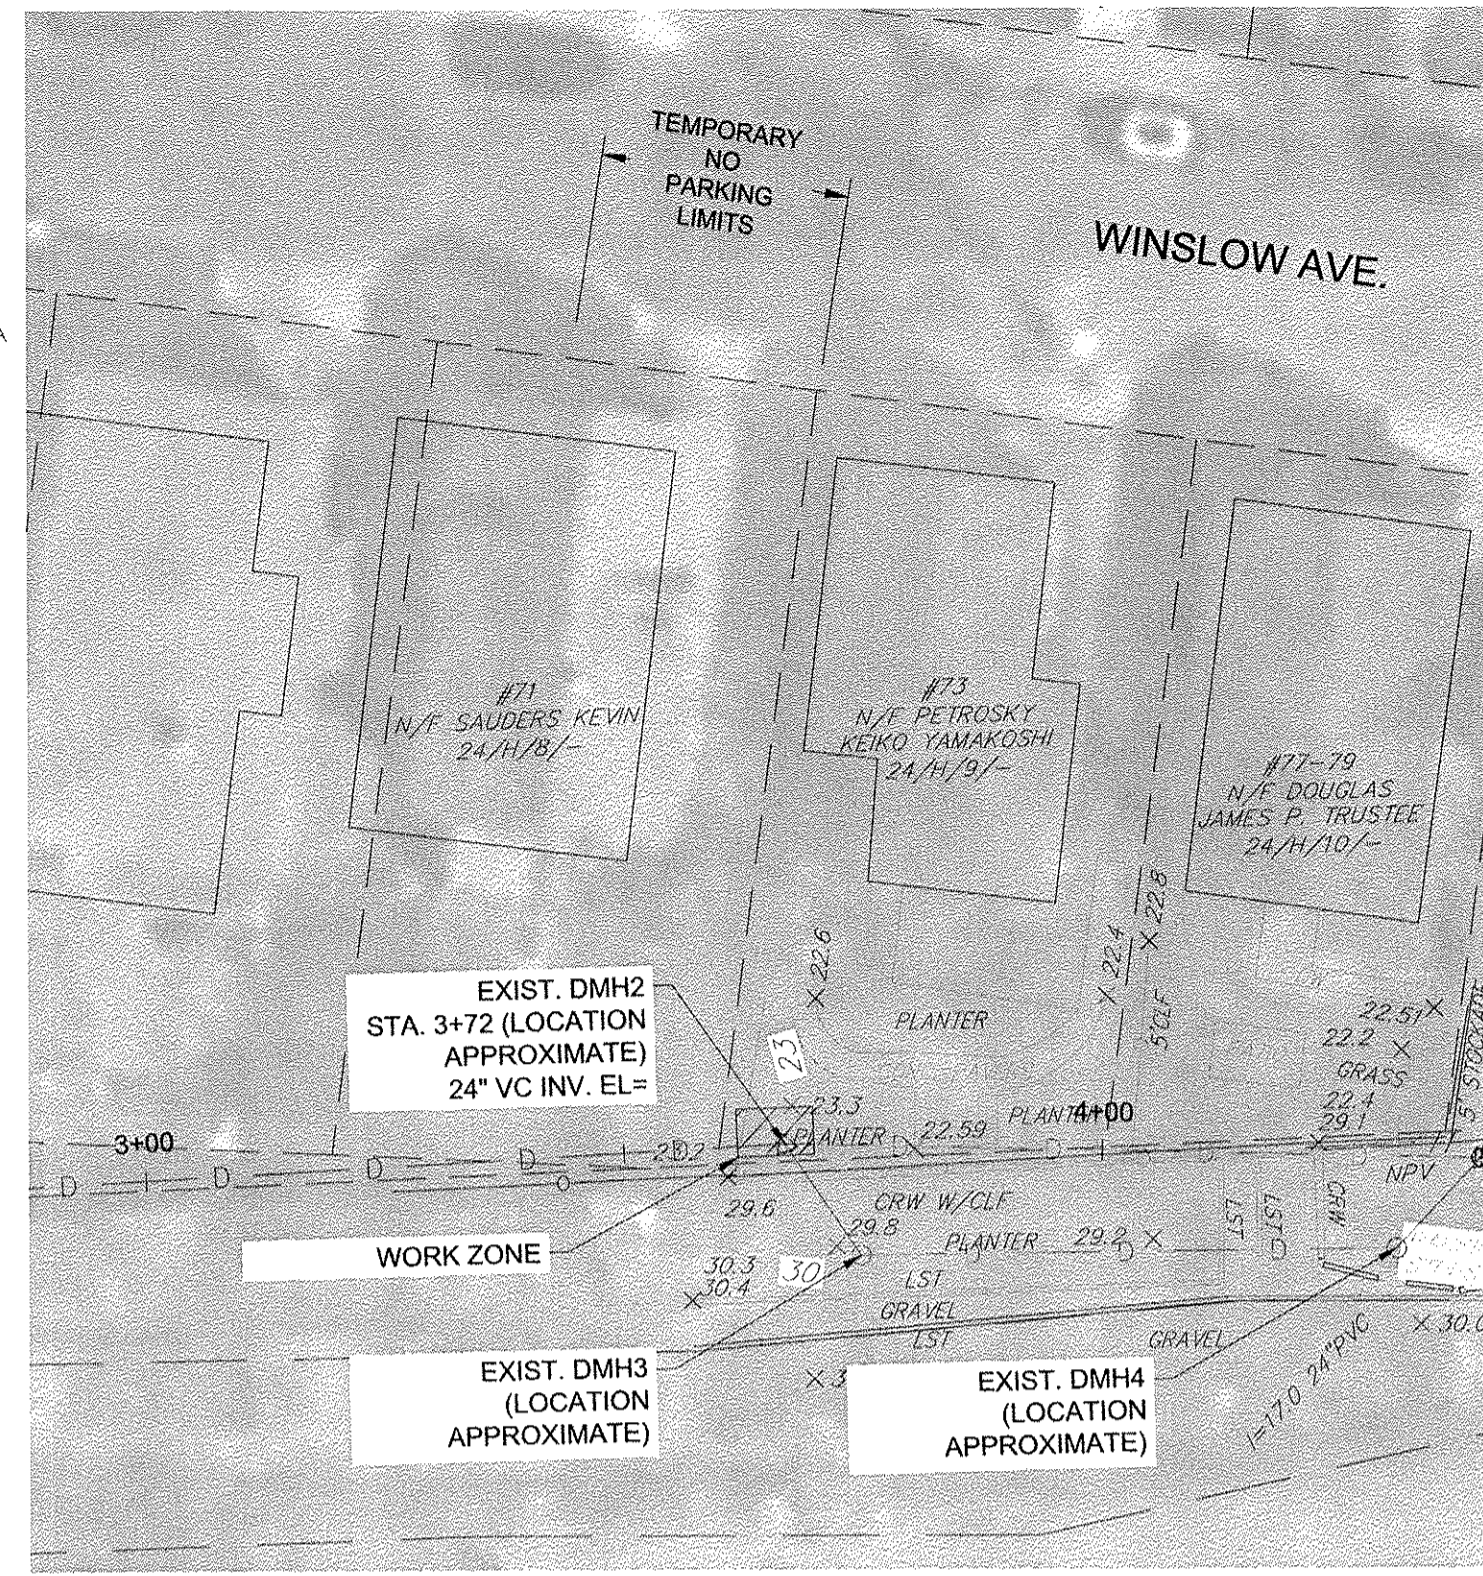 TEMPORARY
NO
PARKING
LIMITS
WINSLOW AVE.
#71
N/F SAUDERS KEVIN
24/H/8/-
#73
N/F PETROSKY
KEIKO YAMAKOSHI
24/H/9/-
#77-79
N/F DOUGLAS
JAMES P. TRUSTEE
24/H/10/-
X 22.6
X 22.4
X 22.8
5'CLF
EXIST. DMH2
STA. 3+72 (LOCATION
APPROXIMATE)
24" VC INV. EL=
23
PLANTER
22.51 X
22.2 X
GRASS
22.4
29.1
5' STOCKADE
3+00
23.3
PLANTER
22.59
PLANTER
4+00
D
D
D
D
NPV
29.6
CRW W/CLF
29.8
PLANTER
29.2 X
LST
LST
CRW
WORK ZONE
30.3
X 30.4
30
LST
GRAVEL
LST
GRAVEL
EXIST. DMH3
(LOCATION
APPROXIMATE)
X 3
EXIST. DMH4
(LOCATION
APPROXIMATE)
I=17.0 24"PVC
X 30.0